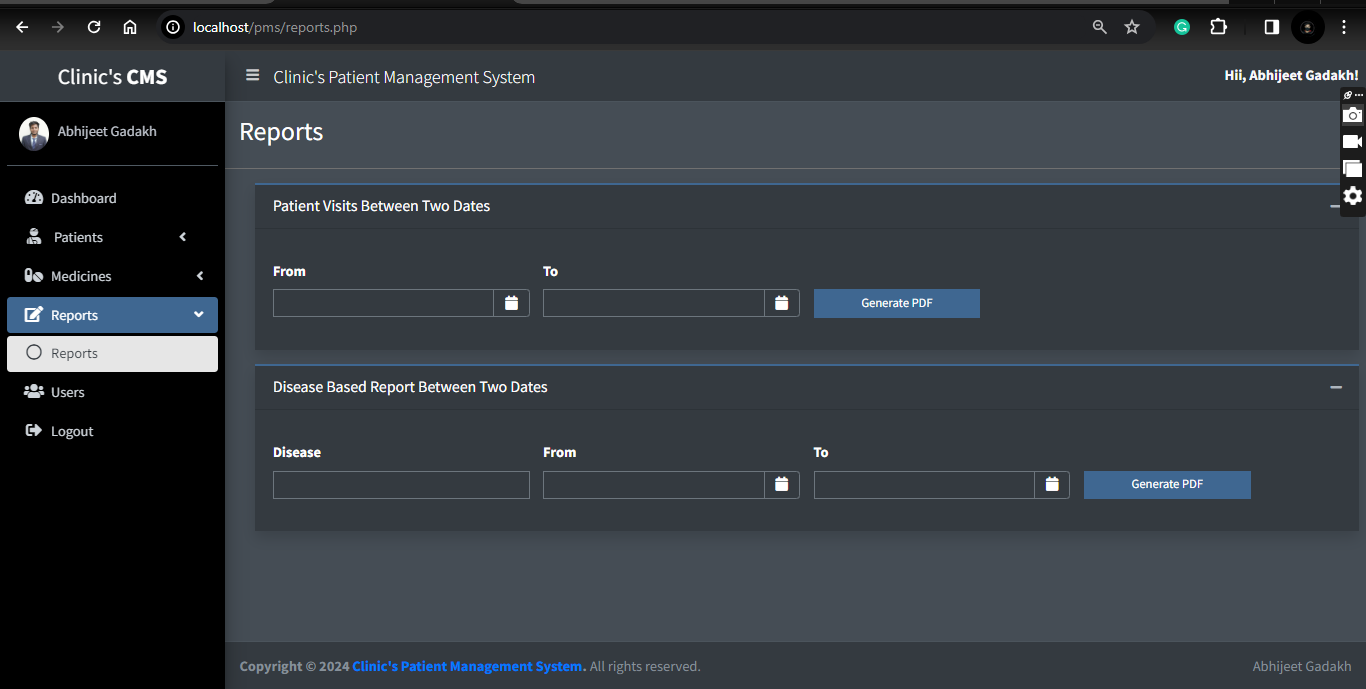 localhost/pms/reports.php
Clinic's CMS
Clinic's Patient Management System
Hii, Abhijeet Gadakh!
Abhijeet Gadakh
Dashboard
Patients
Medicines
Reports
Reports
Users
Logout
Reports
Patient Visits Between Two Dates
From To
Generate PDF
Disease Based Report Between Two Dates
Disease From To
Generate PDF
Copyright © 2024 Clinic's Patient Management System. All rights reserved.
Abhijeet Gadakh